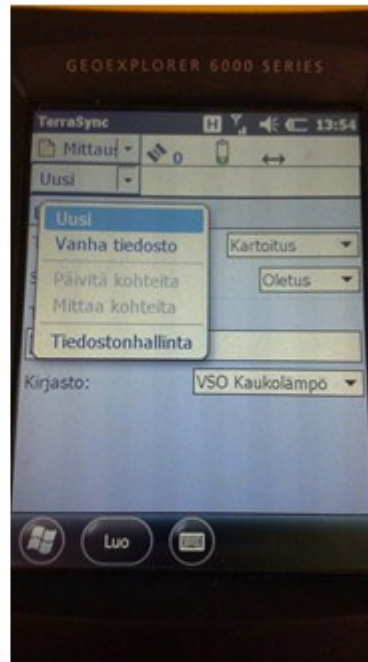 GEOEXPLORER 6000 SERIES
TerraSync H 13:54
0
Uusi
Uusi
Vanha tiedosto
Kartoitus
Päivitä kohteita
Oletus
Mittaa kohteita
Tiedostonhallinta
Kirjasto: VSO Kaukolämpö
Luo